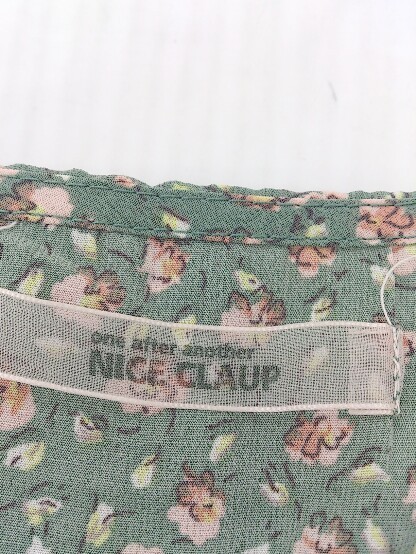 one after another
NICE CLAUP